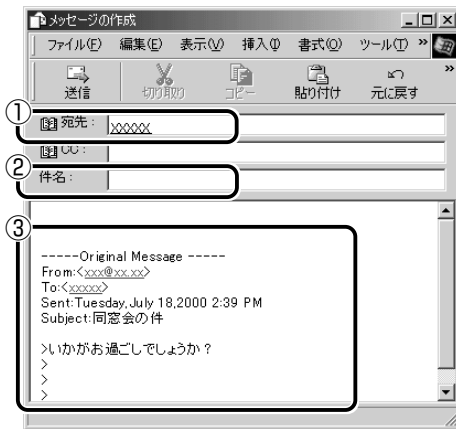 メッセージの作成
ファイル(F) 編集(E) 表示(V) 挿入(I) 書式(O) ツール(T) »
送信 切り取り コピー 貼り付け 元に戻す »
① 宛先: xxxxx
CC:
② 件名:
③
-----Original Message -----
From:<xxx@xx.xx>
To:<xxxxx>
Sent:Tuesday,July 18,2000 2:39 PM
Subject:同窓会の件
>いかがお過ごしでしょうか?
>
>
>